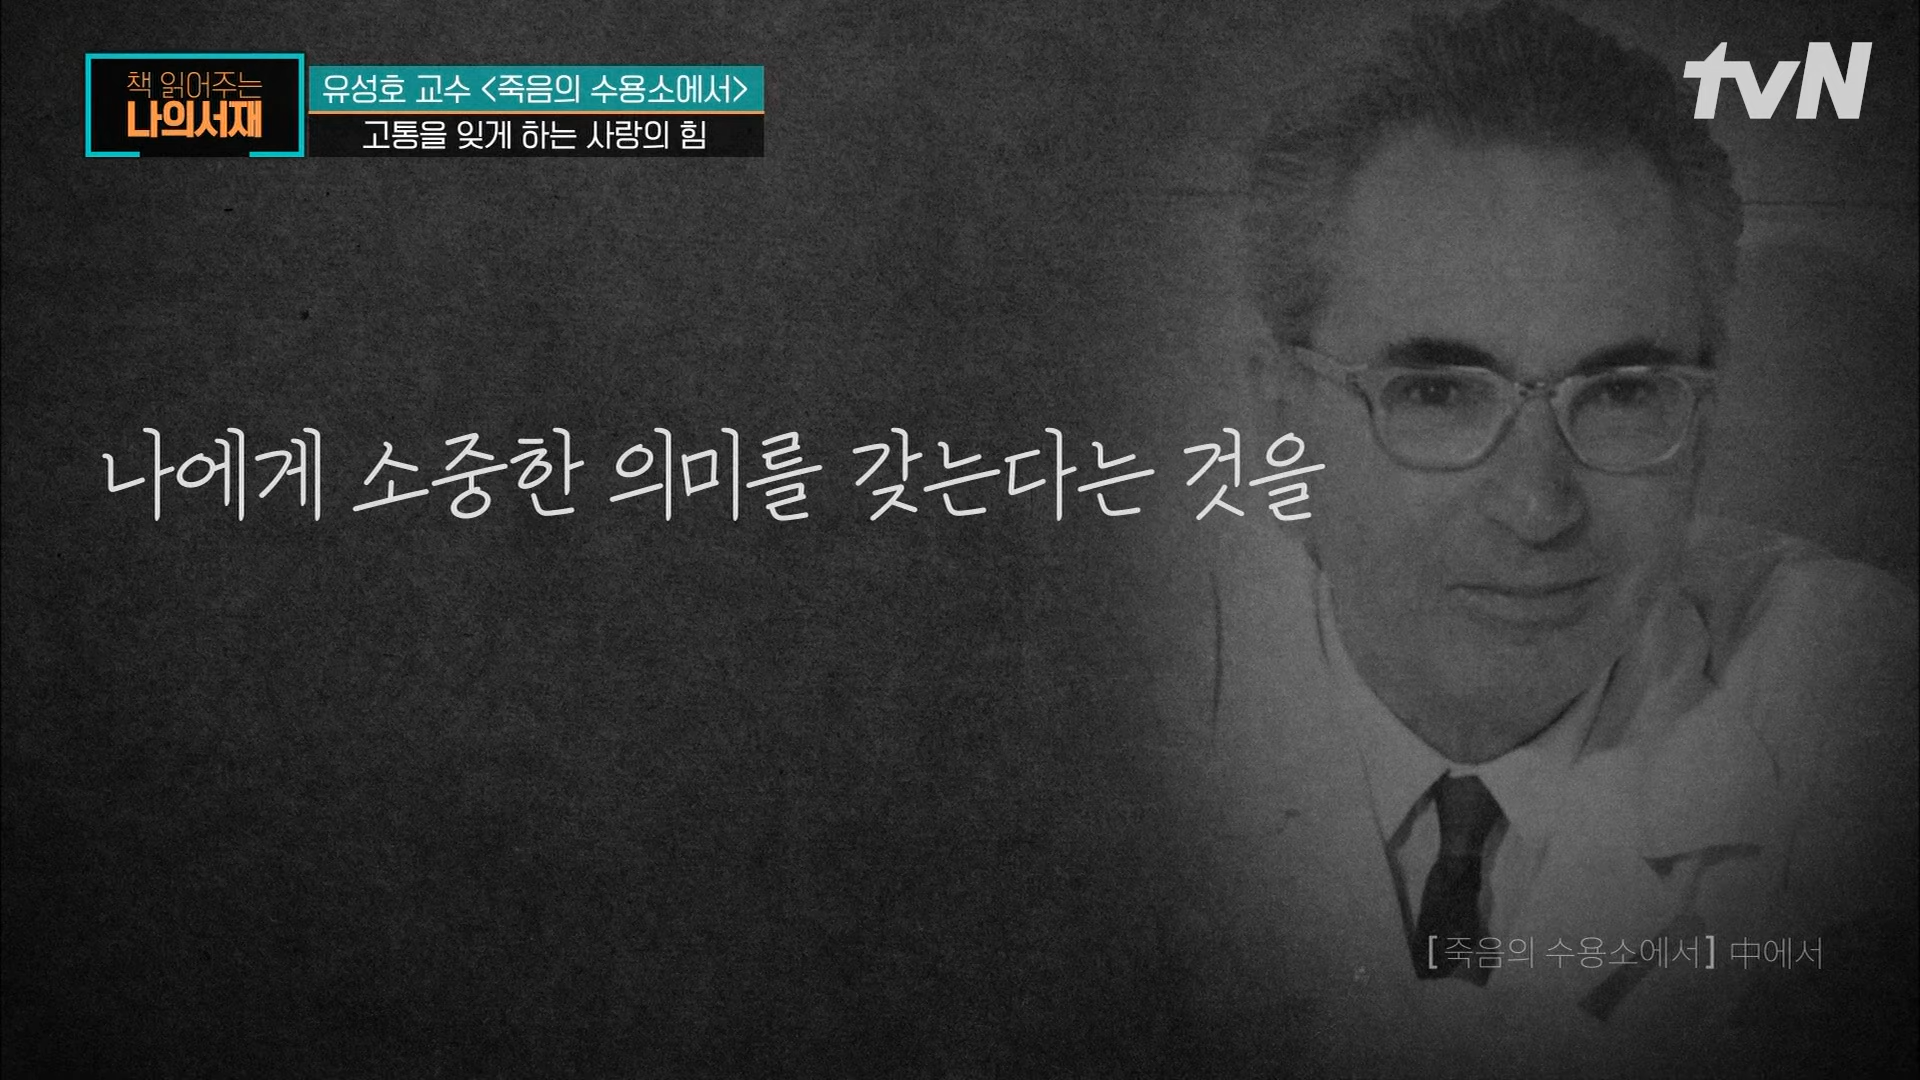 책 읽어주는
나의서재
유성호 교수 <죽음의 수용소에서>
고통을 잊게 하는 사랑의 힘
tvN
나에게 소중한 의미를 갖는다는 것을
[죽음의 수용소에서] 中에서